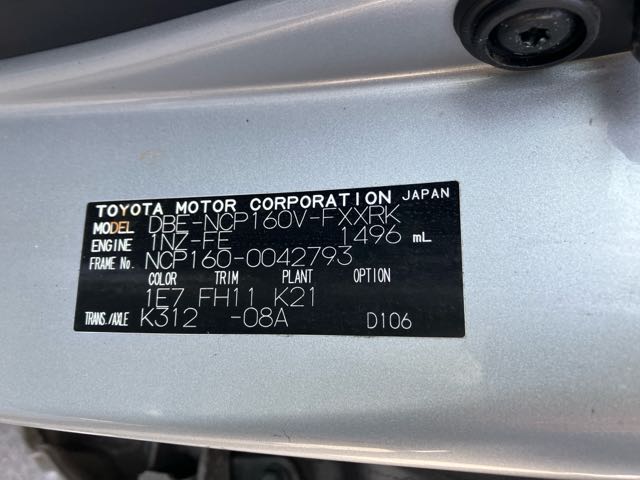 TOYOTA MOTOR CORPORATION JAPAN
MODEL DBE-NCP160V-FXXRK
ENGINE 1NZ-FE 1496 mL
FRAME No. NCP160-0042793
COLOR TRIM PLANT OPTION
1E7 FH11 K21
TRANS./AXLE K312 -08A D106